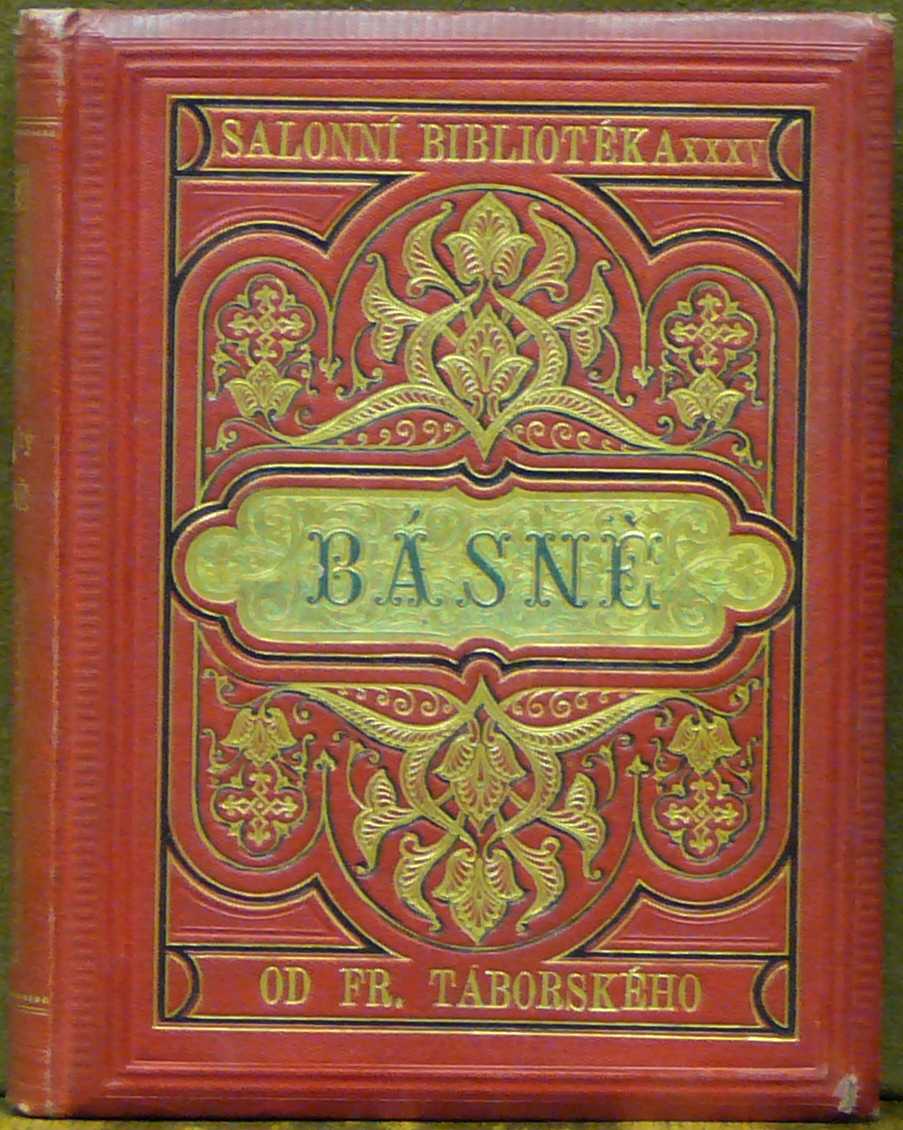 SALONNÍ BIBLIOTÉKA XXXV
BÁSNĚ
OD FR. TÁBORSKÉHO